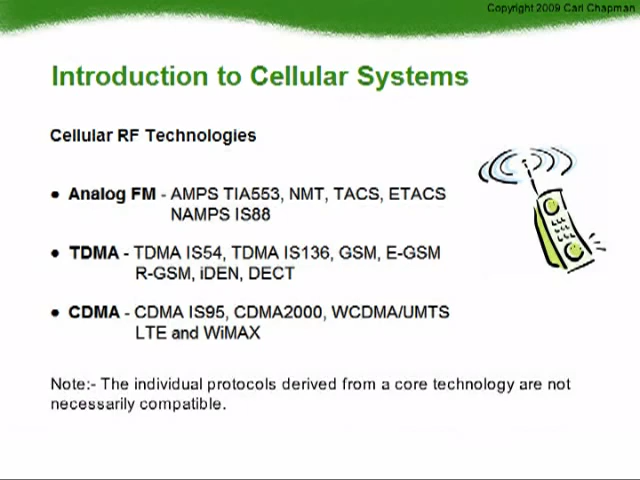 Copyright 2009 Carl Chapman
Introduction to Cellular Systems
Cellular RF Technologies
● Analog FM - AMPS TIA553, NMT, TACS, ETACS
NAMPS IS88
● TDMA - TDMA IS54, TDMA IS136, GSM, E-GSM
R-GSM, iDEN, DECT
● CDMA - CDMA IS95, CDMA2000, WCDMA/UMTS
LTE and WiMAX
Note:- The individual protocols derived from a core technology are not
necessarily compatible.